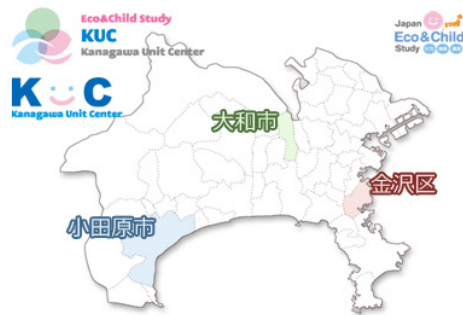 Eco&Child Study
KUC
Kanagawa Unit Center
KUC
Kanagawa Unit Center
Japan
Eco&Child
Study
大和市
金沢区
小田原市